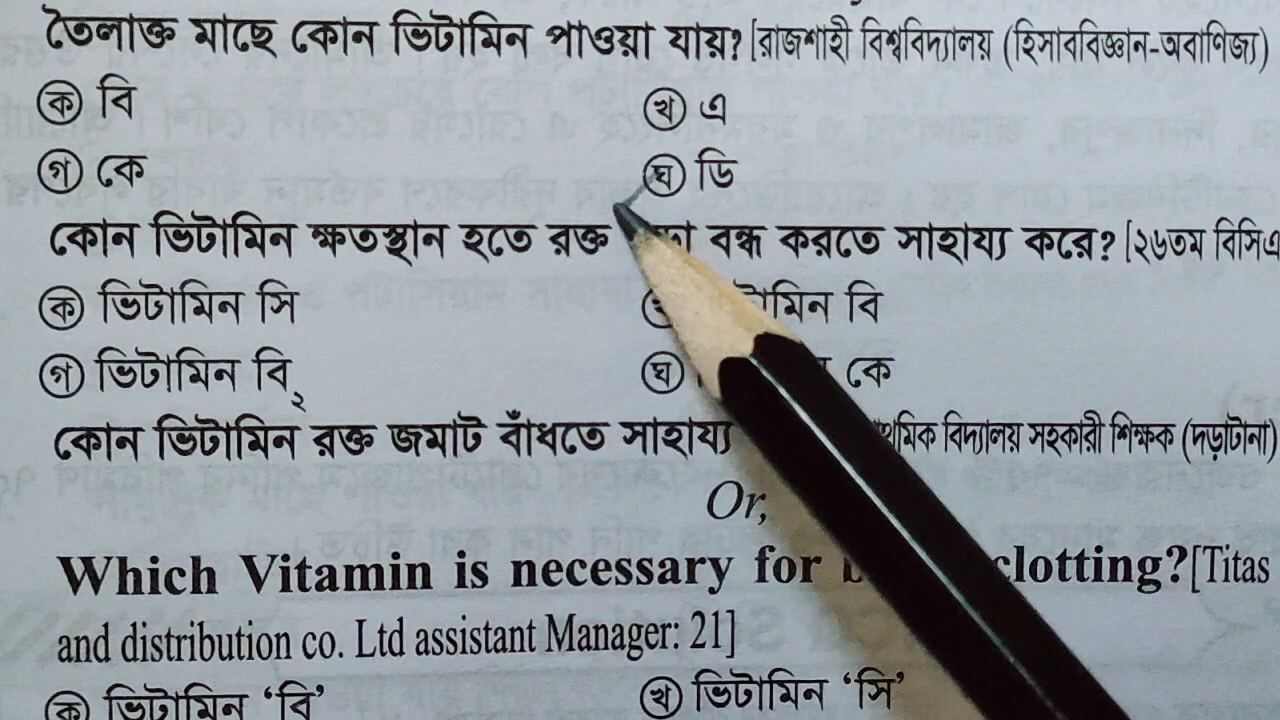 তৈলাক্ত মাছে কোন ভিটামিন পাওয়া যায়? [রাজশাহী বিশ্ববিদ্যালয় (হিসাববিজ্ঞান-অবাণিজ্য)
ক বি খ এ
গ কে ঘ ডি
কোন ভিটামিন ক্ষতস্থান হতে রক্ত বন্ধ করতে সাহায্য করে? [২৬তম বিসিএ
ক ভিটামিন সি বি
গ ভিটামিন বি২ ঘ কে
কোন ভিটামিন রক্ত জমাট বাঁধতে সাহায্য বিদ্যালয় সহকারী শিক্ষক (দড়াটানা)
Or,
Which Vitamin is necessary for clotting?[Titas
and distribution co. Ltd assistant Manager: 21]
ক ভিটামিন ‘বি’ খ ভিটামিন ‘সি’